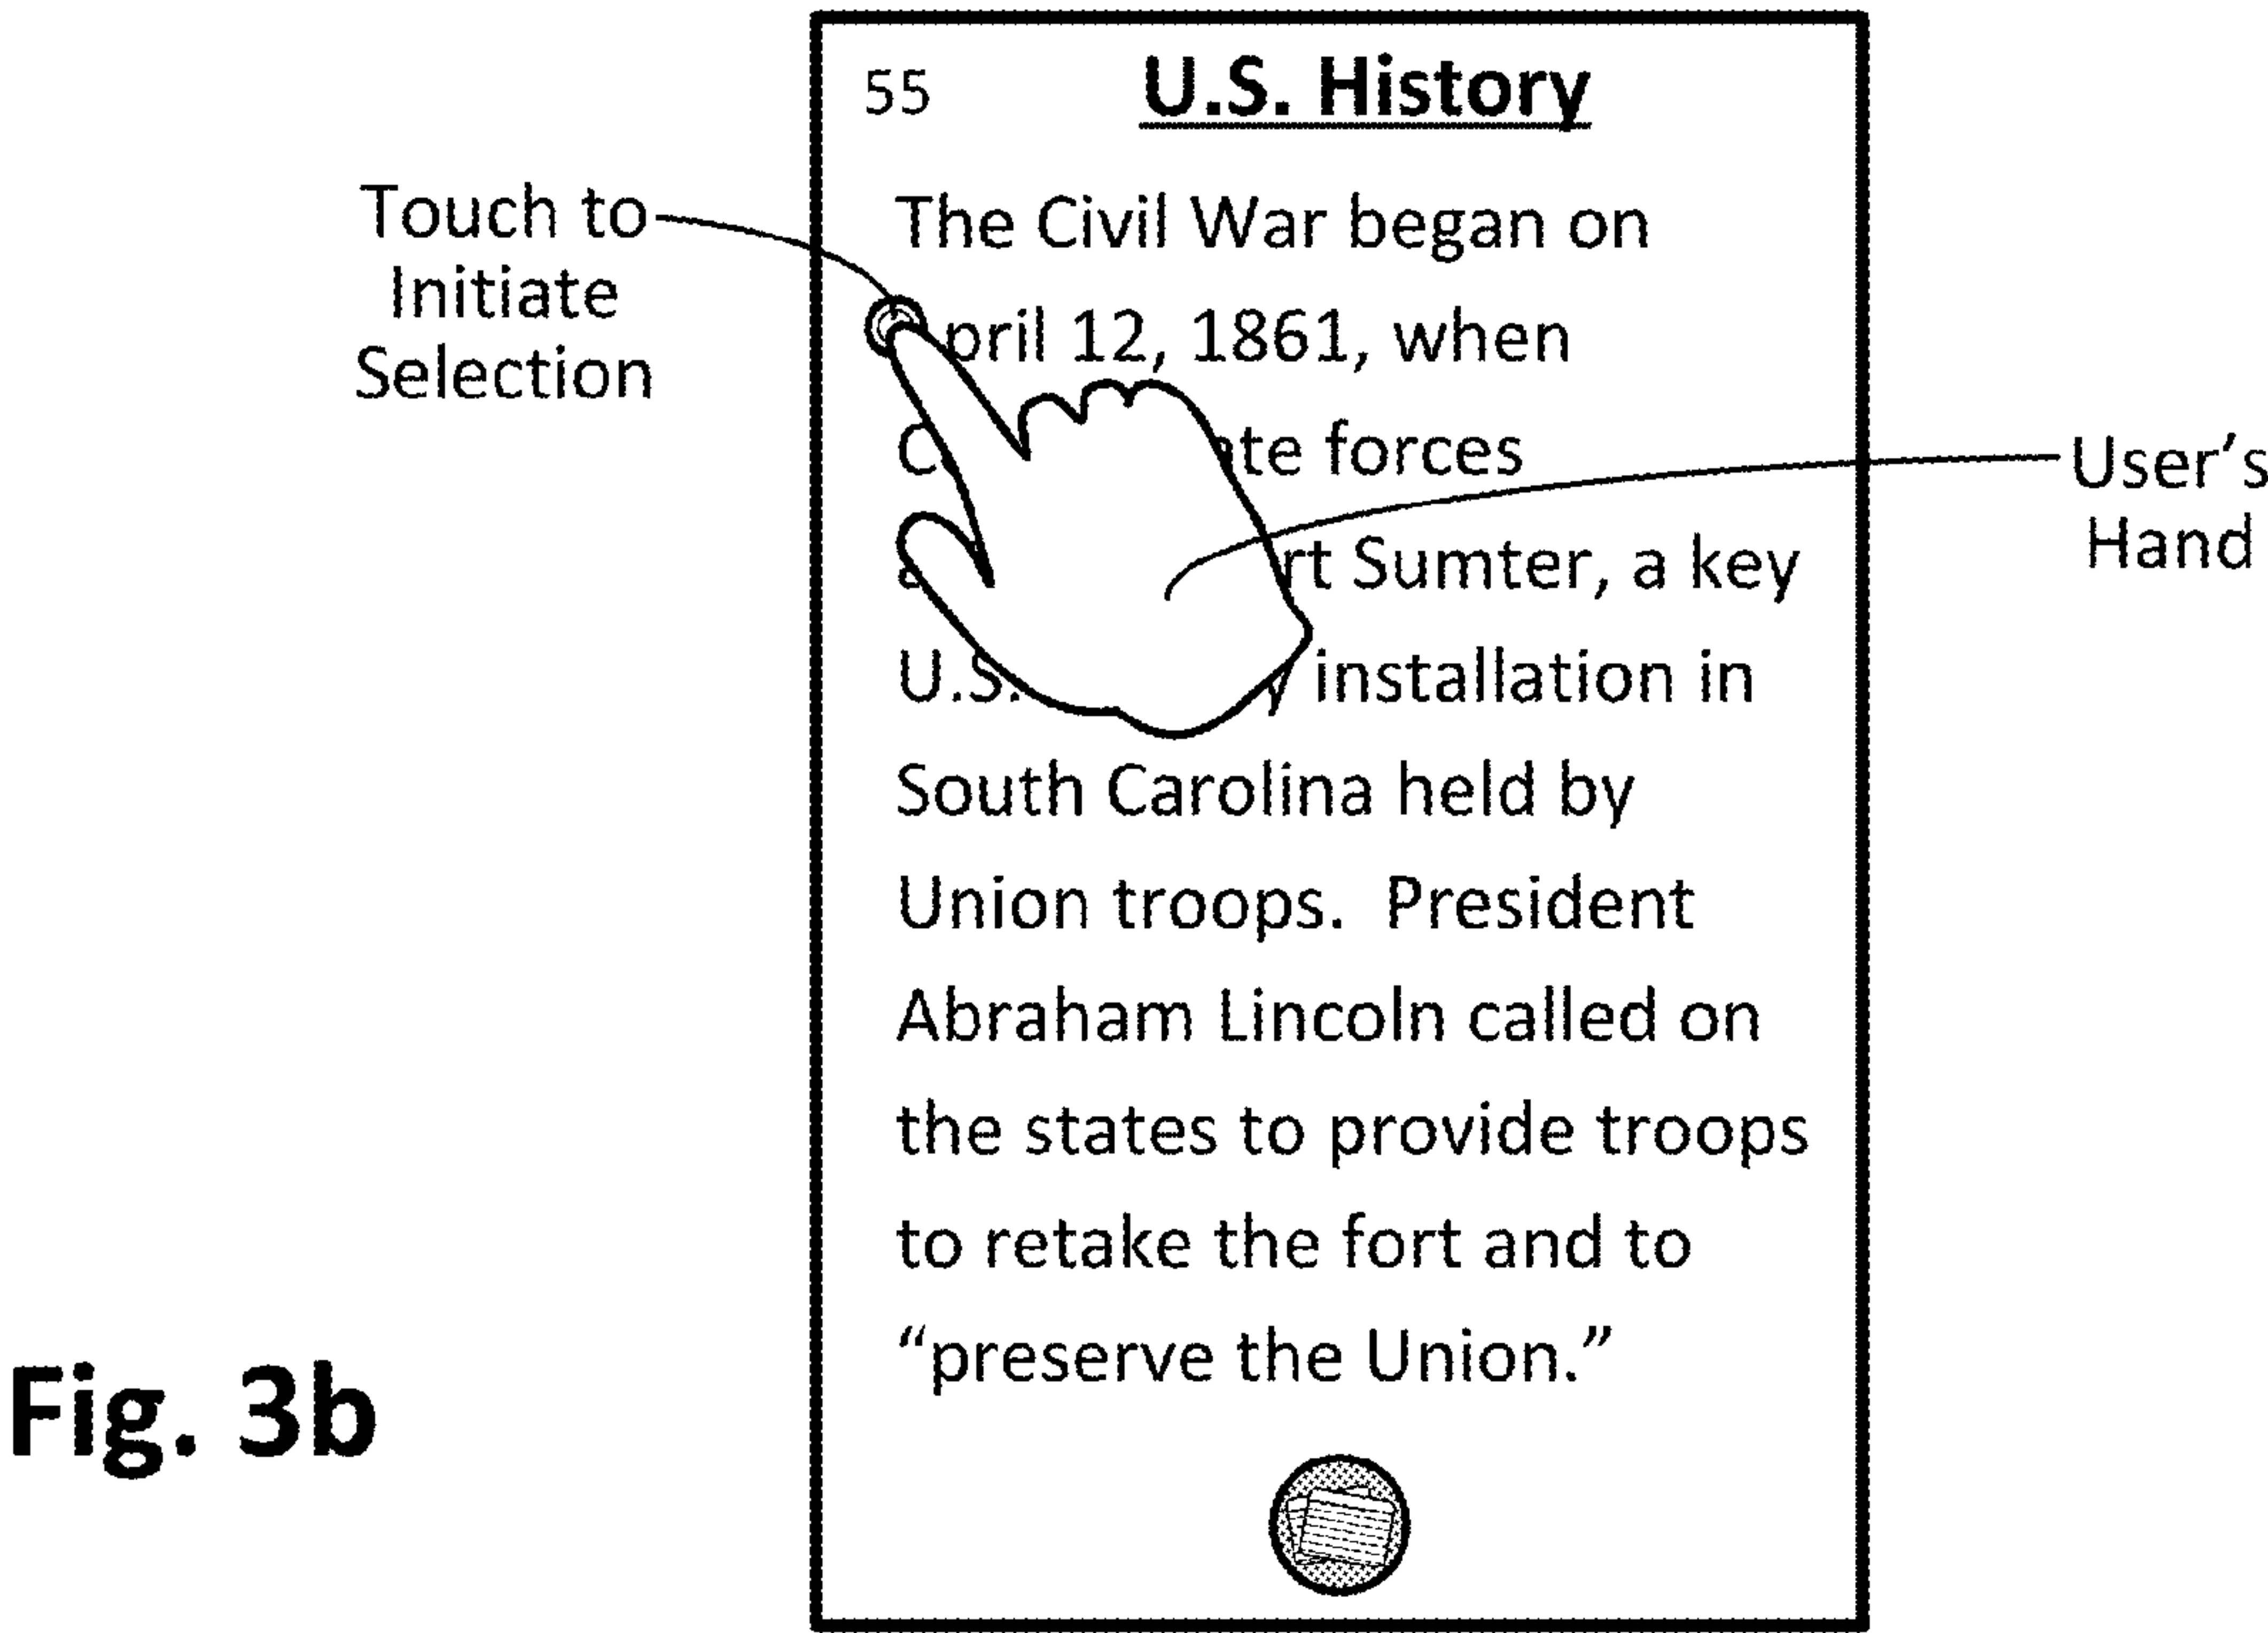 55
U.S. History
Touch to
Initiate
Selection
The Civil War began on
pril 12, 1861, when
te forces
User's
Hand
rt Sumter, a key
U.S. y installation in
South Carolina held by
Union troops.  President
Abraham Lincoln called on
the states to provide troops
to retake the fort and to
“preserve the Union.”
Fig. 3b